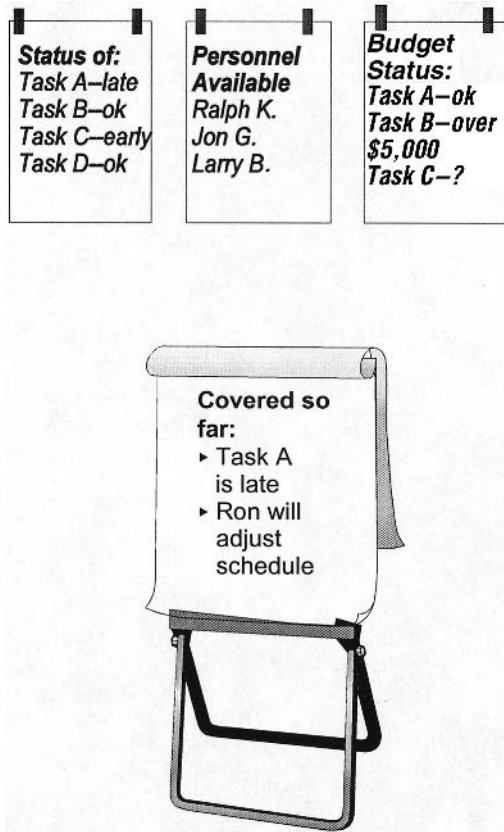 Status of:
Task A–late
Task B–ok
Task C–early
Task D–ok
Personnel
Available
Ralph K.
Jon G.
Larry B.
Budget
Status:
Task A–ok
Task B–over
$5,000
Task C–?
Covered so
far:
▸ Task A
is late
▸ Ron will
adjust
schedule